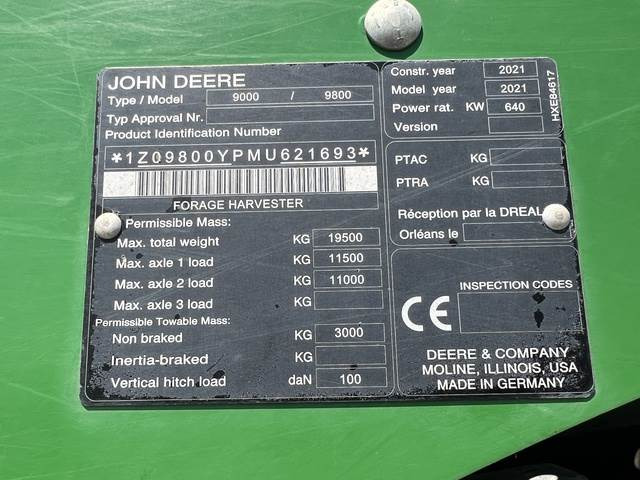 JOHN DEERE
Type / Model 9000 / 9800
Typ Approval Nr.
Product Identification Number
*1Z09800YPMU621693*
FORAGE HARVESTER
Permissible Mass:
Max. total weight KG 19500
Max. axle 1 load KG 11500
Max. axle 2 load KG 11000
Max. axle 3 load KG
Permissible Towable Mass:
Non braked KG 3000
Inertia-braked KG
Vertical hitch load daN 100
Constr. year 2021
Model year 2021
Power rat. KW 640
Version
HXE84617
PTAC KG
PTRA KG
Réception par la DREAL
Orléans le
INSPECTION CODES
CE
DEERE & COMPANY
MOLINE, ILLINOIS, USA
MADE IN GERMANY